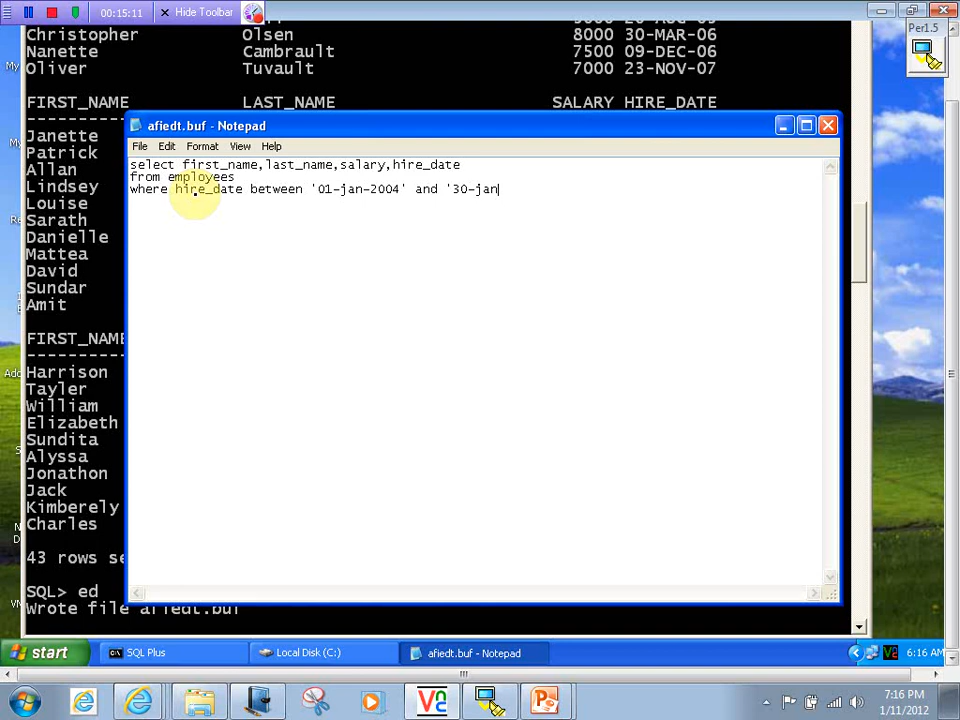 00:15:11 Hide Toolbar
Per1.5
Christopher Olsen 8000 30-MAR-06
Nanette Cambrault 7500 09-DEC-06
Oliver Tuvault 7000 23-NOV-07
FIRST_NAME LAST_NAME SALARY HIRE_DATE
afiedt.buf - Notepad
File Edit Format View Help
select first_name,last_name,salary,hire_date
from employees
where hire_date between '01-jan-2004' and '30-jan
Janette
Patrick
Allan
Lindsey
Louise
Sarath
Danielle
Mattea
David
Sundar
Amit
FIRST_NAME
Harrison
Tayler
William
Elizabeth
Sundita
Alyssa
Jonathon
Jack
Kimberely
Charles
43 rows se
SQL> ed
Wrote file afiedt.buf
start SQL Plus Local Disk (C:) afiedt.buf - Notepad 6:16 AM
7:16 PM
1/11/2012